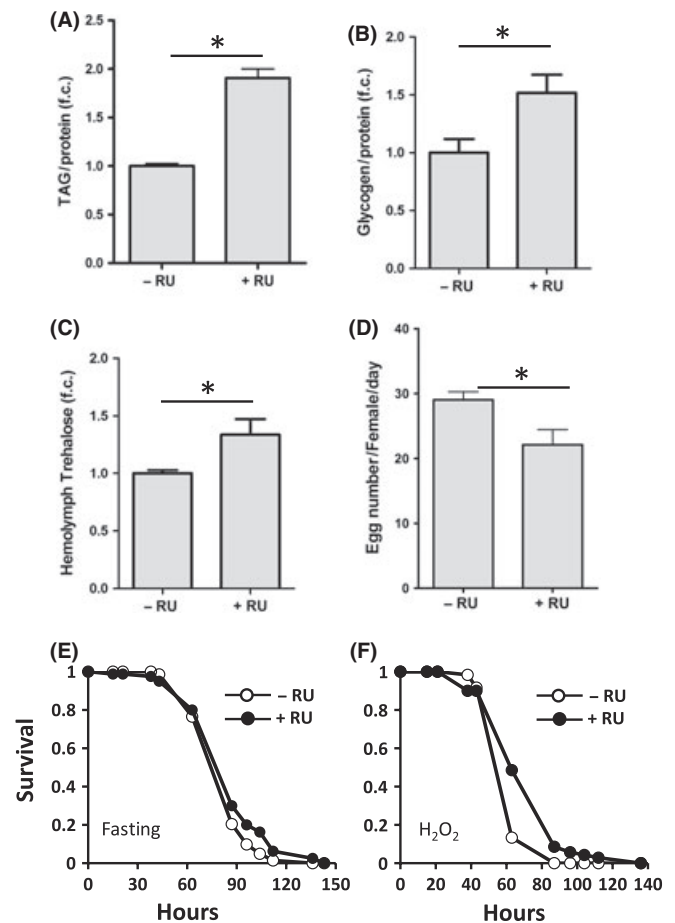 (A)
TAG/protein (f.c.)
2.5
2.0
1.5
1.0
0.5
0.0
*
– RU
+ RU
(B)
Glycogen/protein (f.c.)
2.0
1.5
1.0
0.5
0.0
*
– RU
+ RU
(C)
Hemolymph Trehalose (f.c.)
2.0
1.5
1.0
0.5
0.0
*
– RU
+ RU
(D)
Egg number/Female/day
40
30
20
10
0
*
– RU
+ RU
(E)
Survival
1
0.8
0.6
0.4
0.2
0
– RU
+ RU
Fasting
0 30 60 90 120 150
Hours
(F)
1
0.8
0.6
0.4
0.2
0
– RU
+ RU
H₂O₂
0 20 40 60 80 100 120 140
Hours